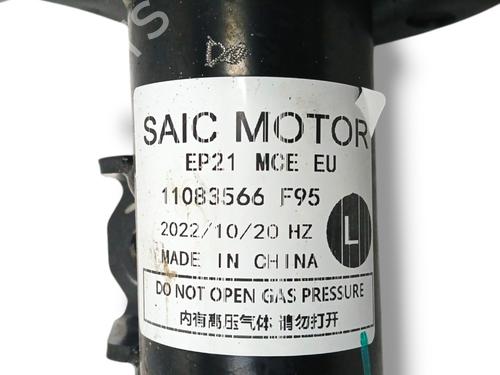 SAIC MOTOR
EP21 MCE EU
11083566 F95
2022/10/20 HZ
L
MADE IN CHINA
DO NOT OPEN GAS PRESSURE
内有高压气体 请勿打开